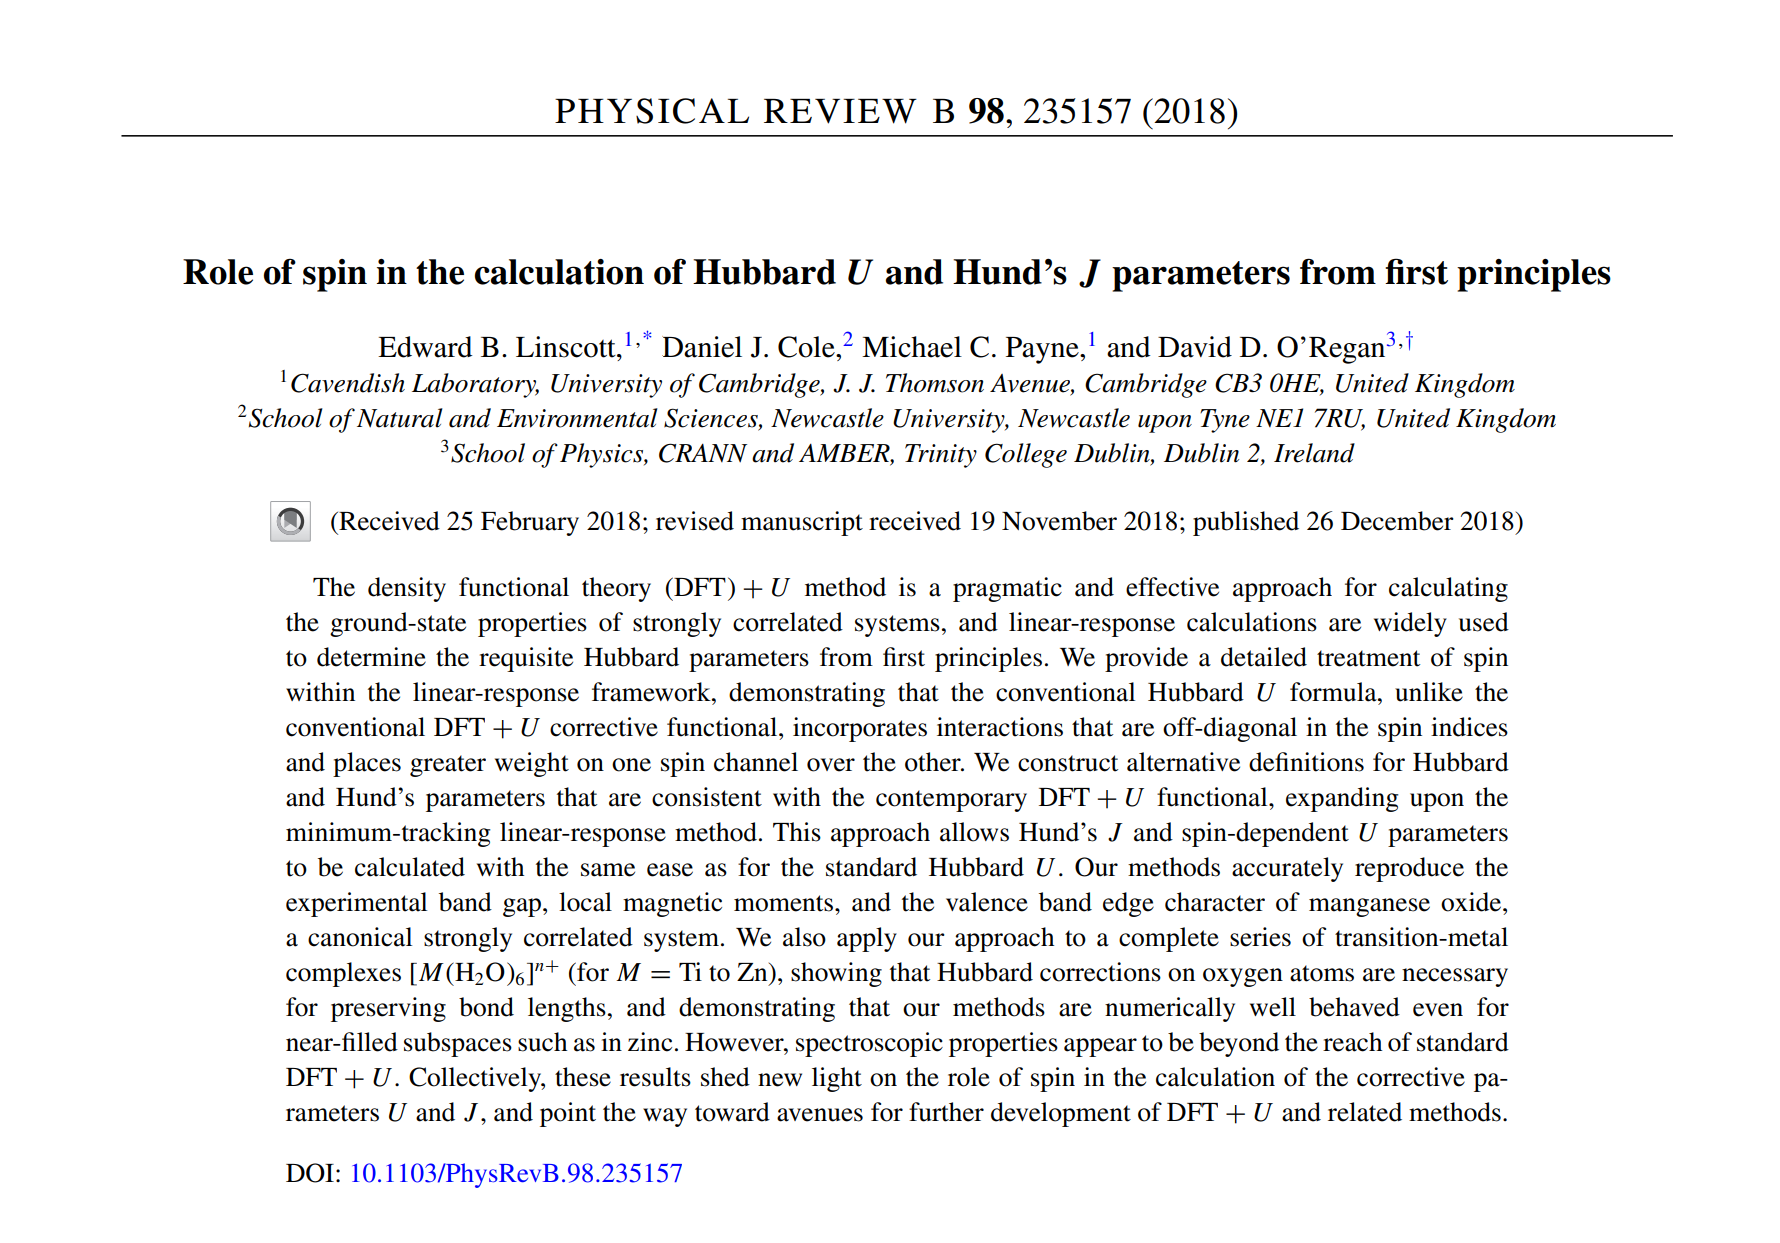 PHYSICAL REVIEW B 98, 235157 (2018)
Role of spin in the calculation of Hubbard U and Hund’s J parameters from first principles
Edward B. Linscott,1,* Daniel J. Cole,2 Michael C. Payne,1 and David D. O’Regan3,†
1Cavendish Laboratory, University of Cambridge, J. J. Thomson Avenue, Cambridge CB3 0HE, United Kingdom
2School of Natural and Environmental Sciences, Newcastle University, Newcastle upon Tyne NE1 7RU, United Kingdom
3School of Physics, CRANN and AMBER, Trinity College Dublin, Dublin 2, Ireland
(Received 25 February 2018; revised manuscript received 19 November 2018; published 26 December 2018)
The density functional theory (DFT) + U method is a pragmatic and effective approach for calculating
the ground-state properties of strongly correlated systems, and linear-response calculations are widely used
to determine the requisite Hubbard parameters from first principles. We provide a detailed treatment of spin
within the linear-response framework, demonstrating that the conventional Hubbard U formula, unlike the
conventional DFT + U corrective functional, incorporates interactions that are off-diagonal in the spin indices
and places greater weight on one spin channel over the other. We construct alternative definitions for Hubbard
and Hund’s parameters that are consistent with the contemporary DFT + U functional, expanding upon the
minimum-tracking linear-response method. This approach allows Hund’s J and spin-dependent U parameters
to be calculated with the same ease as for the standard Hubbard U. Our methods accurately reproduce the
experimental band gap, local magnetic moments, and the valence band edge character of manganese oxide,
a canonical strongly correlated system. We also apply our approach to a complete series of transition-metal
complexes [M(H2O)6]n+ (for M = Ti to Zn), showing that Hubbard corrections on oxygen atoms are necessary
for preserving bond lengths, and demonstrating that our methods are numerically well behaved even for
near-filled subspaces such as in zinc. However, spectroscopic properties appear to be beyond the reach of standard
DFT + U. Collectively, these results shed new light on the role of spin in the calculation of the corrective pa-
rameters U and J, and point the way toward avenues for further development of DFT + U and related methods.
DOI: 10.1103/PhysRevB.98.235157